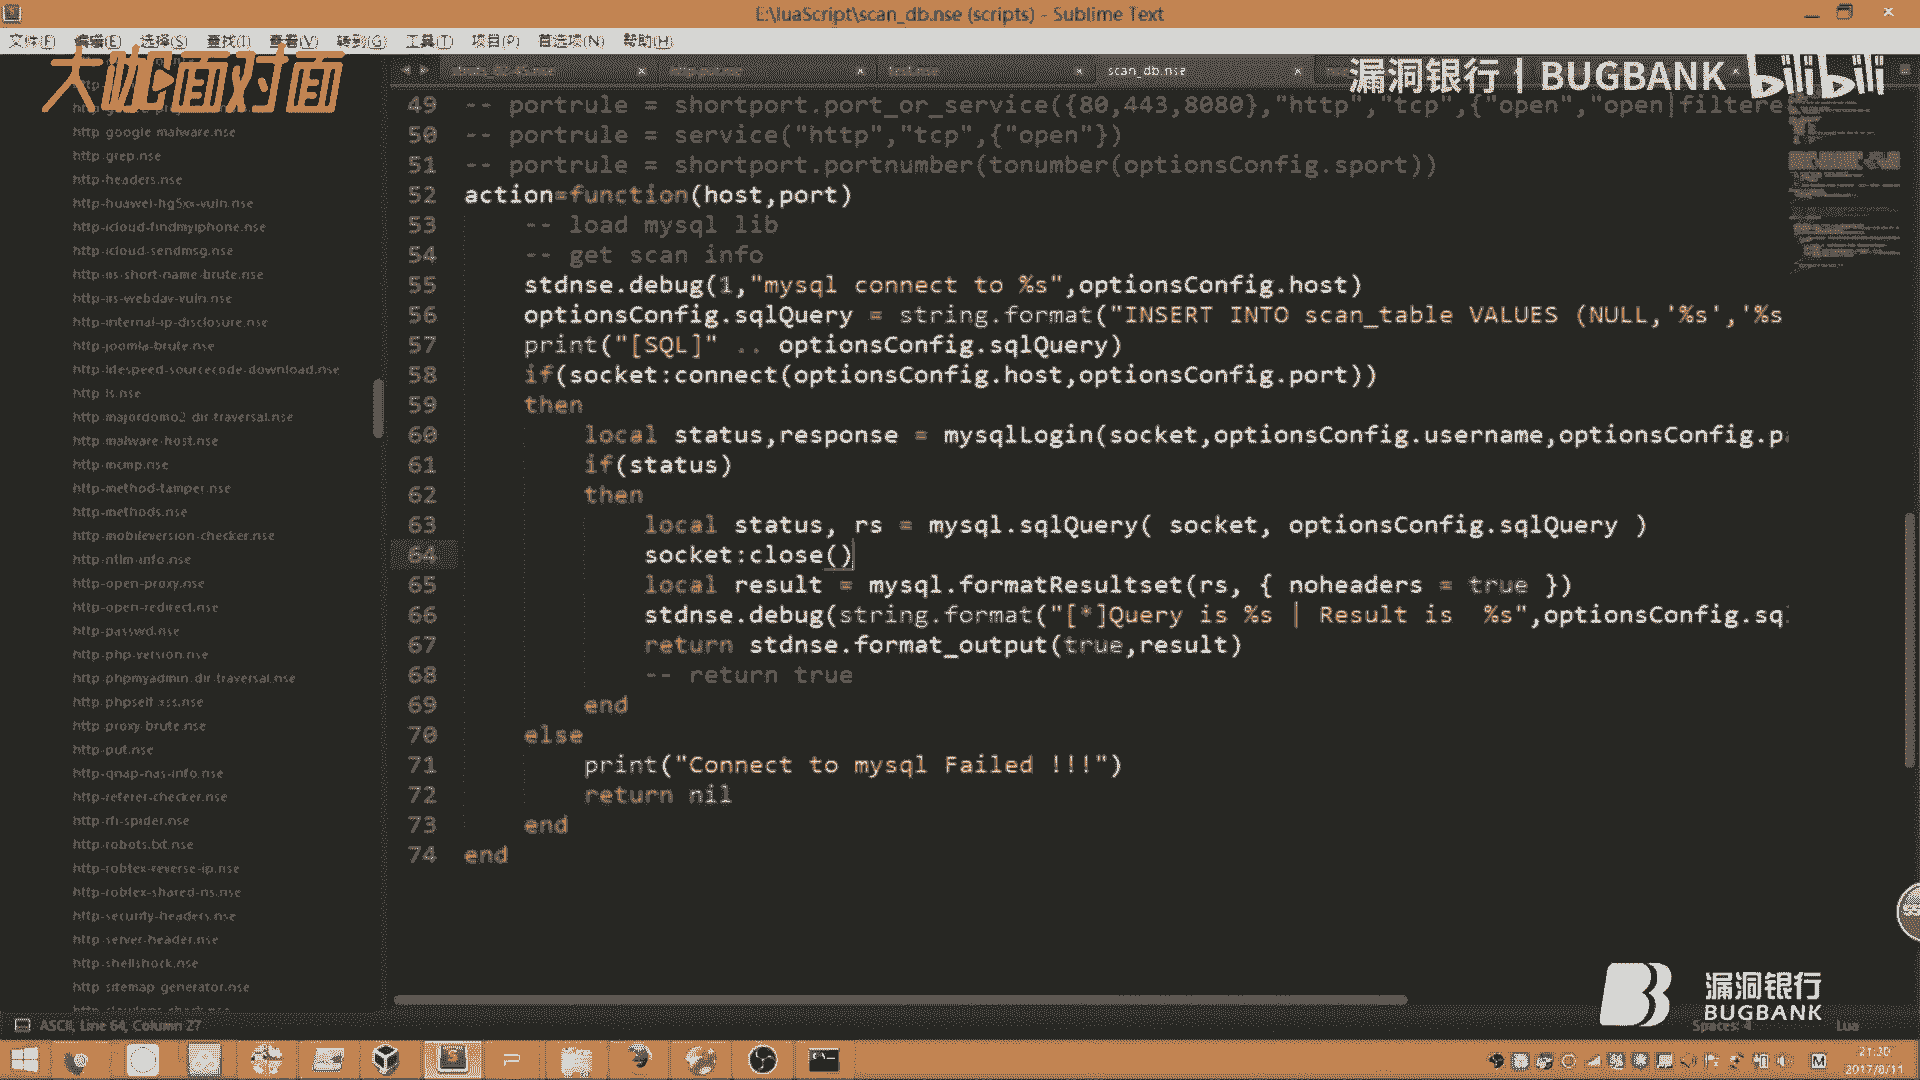 E:\luaScript\scan_db.nse (scripts) - Sublime Text
文件(F) 编辑(E) 选择(S) 查找(I) 查看(V) 转到(G) 工具(T) 项目(P) 首选项(N) 帮助(H)
大咖面对面
漏洞银行 | BUGBANK bilibili
http-put.nse
test.nse
scan_db.nse
http-google-malware.nse
http-grep.nse
http-headers.nse
http-huawei-hg5xx-vuln.nse
http-icloud-findmyiphone.nse
http-icloud-sendmsg.nse
http-iis-short-name-brute.nse
http-iis-webdav-vuln.nse
http-internal-ip-disclosure.nse
http-joomla-brute.nse
http-litespeed-sourcecode-download.nse
http-ls.nse
http-majordomo2-dir-traversal.nse
http-malware-host.nse
http-mcmp.nse
http-method-tamper.nse
http-methods.nse
http-mobileversion-checker.nse
http-ntlm-info.nse
http-open-proxy.nse
http-open-redirect.nse
http-passwd.nse
http-php-version.nse
http-phpmyadmin-dir-traversal.nse
http-phpself-xss.nse
http-proxy-brute.nse
http-put.nse
http-qnap-nas-info.nse
http-referer-checker.nse
http-rfi-spider.nse
http-robots.txt.nse
http-robtex-reverse-ip.nse
http-robtex-shared-ns.nse
http-security-headers.nse
http-server-header.nse
http-shellshock.nse
http-sitemap-generator.nse
49 -- portrule = shortport.port_or_service({80,443,8080},"http","tcp",{"open","open|filtere
50 -- portrule = service("http","tcp",{"open"})
51 -- portrule = shortport.portnumber(tonumber(optionsConfig.sport))
52 action=function(host,port)
53 -- load mysql lib
54 -- get scan info
55 stdnse.debug(1,"mysql connect to %s",optionsConfig.host)
56 optionsConfig.sqlQuery = string.format("INSERT INTO scan_table VALUES (NULL,'%s','%s
57 print("[SQL]" .. optionsConfig.sqlQuery)
58 if(socket:connect(optionsConfig.host,optionsConfig.port))
59 then
60 local status,response = mysqlLogin(socket,optionsConfig.username,optionsConfig.p
61 if(status)
62 then
63 local status, rs = mysql.sqlQuery( socket, optionsConfig.sqlQuery )
64 socket:close()
65 local result = mysql.formatResultset(rs, { noheaders = true })
66 stdnse.debug(string.format("[*]Query is %s | Result is  %s",optionsConfig.sq
67 return stdnse.format_output(true,result)
68 -- return true
69 end
70 else
71 print("Connect to mysql Failed !!!")
72 return nil
73 end
74 end
漏洞银行
BUGBANK
ASCII, Line 64, Column 27
Spaces: 4
Lua
21:30
2017/8/11